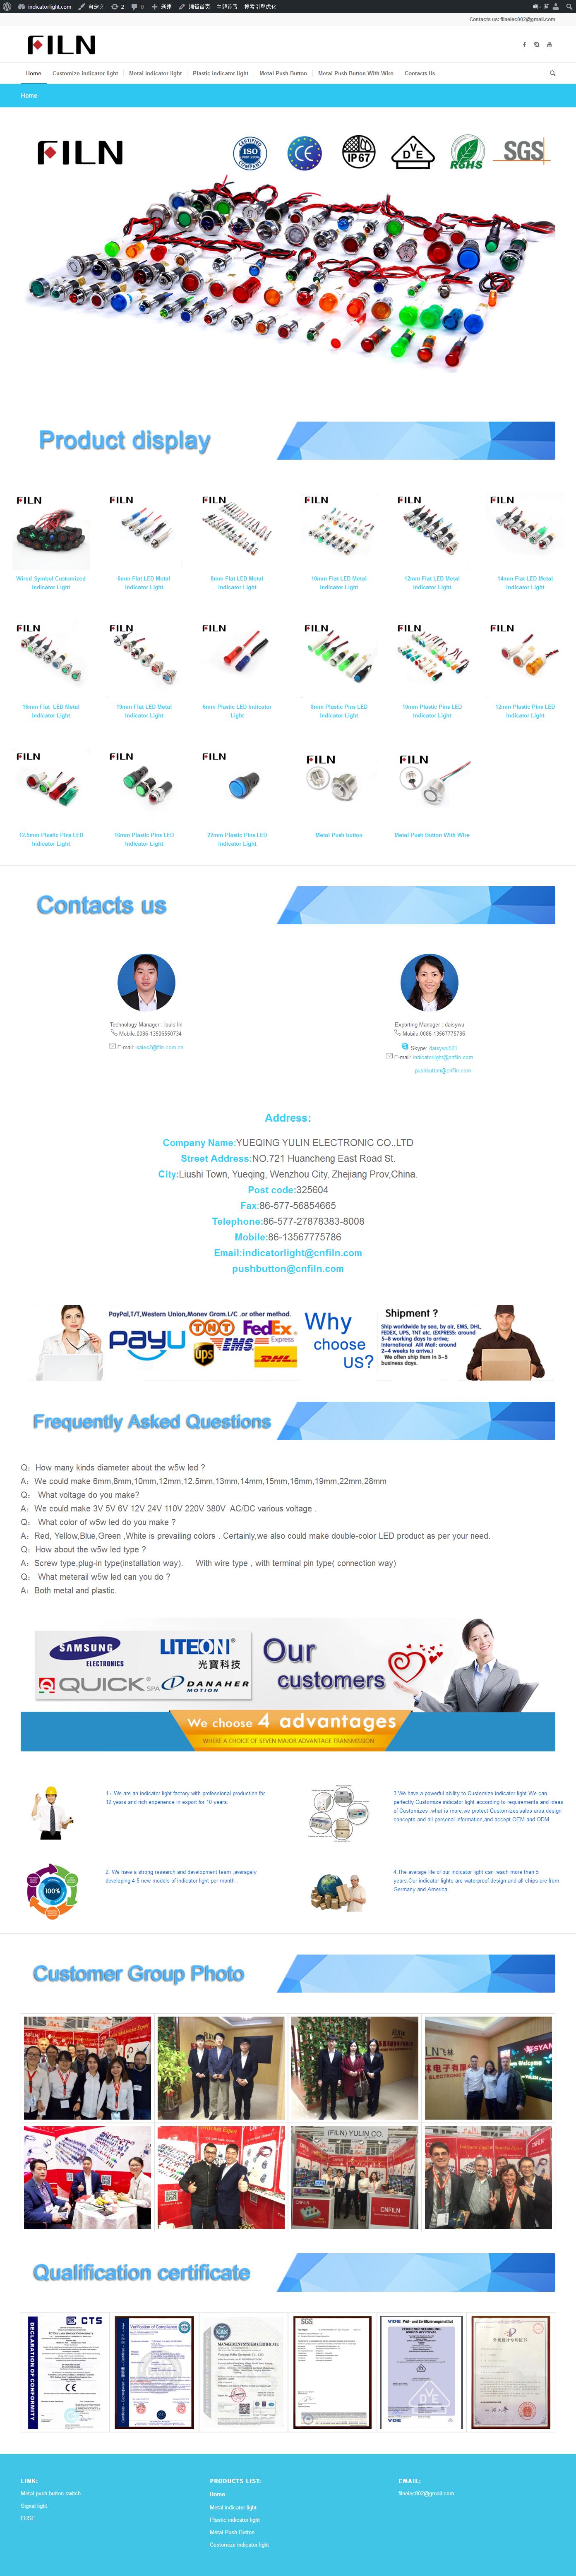 indicatorlight.com 自定义 2 0 新建 编辑首页 主题设置 搜索引擎优化
Contacts us: filnelec002@gmail.com
FILN
Home
Customize indicator light
Metal indicator light
Plastic indicator light
Metal Push Button
Metal Push Button With Wire
Contacts Us
Home
FILN
CERTIFIED ISO COMPANY
CE
IP 67
VDE
RoHS
SGS
Product display
FILN FILN FILN FILN FILN FILN
Wired Symbol Customized
Indicator Light
6mm Flat LED Metal
Indicator Light
8mm Flat LED Metal
Indicator Light
10mm Flat LED Metal
Indicator Light
12mm Flat LED Metal
Indicator Light
14mm Flat LED Metal
Indicator Light
FILN FILN FILN FILN FILN FILN
16mm Flat LED Metal
Indicator Light
19mm Flat LED Metal
Indicator Light
6mm Plastic LED Indicator
Light
8mm Plastic Pins LED
Indicator Light
10mm Plastic Pins LED
Indicator Light
12mm Plastic Pins LED
Indicator Light
FILN FILN FILN FILN FILN
12.5mm Plastic Pins LED
Indicator Light
16mm Plastic Pins LED
Indicator Light
22mm Plastic Pins LED
Indicator Light
Metal Push button
Metal Push Button With Wire
Contacts us
Technology Manager : louis lin
Mobile:0086-13586550734
E-mail: sales2@filn.com.cn
Exporting Manager : daisywu
Mobile:0086-13567775786
Skype: daisywu521
E-mail: indicatorlight@cnfiln.com
pushbutton@cnfiln.com
Address:
Company Name:YUEQING YULIN ELECTRONIC CO.,LTD
Street Address:NO.721 Huancheng East Road St.
City:Liushi Town, Yueqing, Wenzhou City, Zhejiang Prov,China.
Post code:325604
Fax:86-577-56854665
Telephone:86-577-27878383-8008
Mobile:86-13567775786
Email:indicatorlight@cnfiln.com
pushbutton@cnfiln.com
PayPal,T/T,Western Union,Money Gram.L/C .or other method.
PayU
TNT
FedEx
Express
ups
EMS
DHL
Why
choose
US?
Shipment ?
Ship worldwide by sea, by air, EMS, DHL,
FEDEX, UPS, TNT etc. (EXPRESS: around
5--8 working days to arrive;
International AIR Mail: around
2--4 weeks to arrive.)
We can ship item in 3--5
business days.
Frequently Asked Questions
Q：How many kinds diameter about the w5w led ?
A：We could make 6mm,8mm,10mm,12mm,12.5mm,13mm,14mm,15mm,16mm,19mm,22mm,28mm
Q： What voltage do you make?
A：We could make 3V 5V 6V 12V 24V 110V 220V 380V AC/DC various voltage .
Q： What color of w5w led do you make ?
A：Red, Yellow,Blue,Green ,White is prevailing colors . Certainly,we also could make double-color LED product as per your need.
Q：How about the w5w led type ?
A：Screw type,plug-in type(installation way). With wire type , with terminal pin type( connection way)
Q： What meterail w5w led can you do ?
A：Both metal and plastic.
SAMSUNG
ELECTRONICS
LITEON
光寶科技
QUICK SPA
DANAHER
MOTION
Our
customers
We choose 4 advantages
WHERE A CHOICE OF SEVEN MAJOR ADVANTAGE TRANSMISSION
1、We are an indicator light factory with professional production for
12 years and rich experience in export for 10 years.
3.We have a powerful ability to Customize indicator light.We can
perfectly Customize indicator light according to requirements and ideas
of Customizes .what is more,we protect Customizes'sales area,design
concepts and all personal information,and accept OEM and ODM.
100%
2. We have a strong research and development team ,averagely
developing 4-5 new models of indicator light per month
4.The average life of our indicator light can reach more than 5
years.Our indicator lights are waterproof design,and all chips are from
Germany and America.
Customer Group Photo
(FILN) YULIN CO.
CNFILN
Qualification certificate
CTS
DECLARATION OF CONFORMITY
CE
Verification of Compliance
MANAGEMENT SYSTEM CERTIFICATE
SGS
VDE
LINK:
Metal push button switch
Signal light
FUSE
PRODUCTS LIST:
Home
Metal indicator light
Plastic indicator light
Metal Push Button
Customize indicator light
EMAIL:
filnelec002@gmail.com